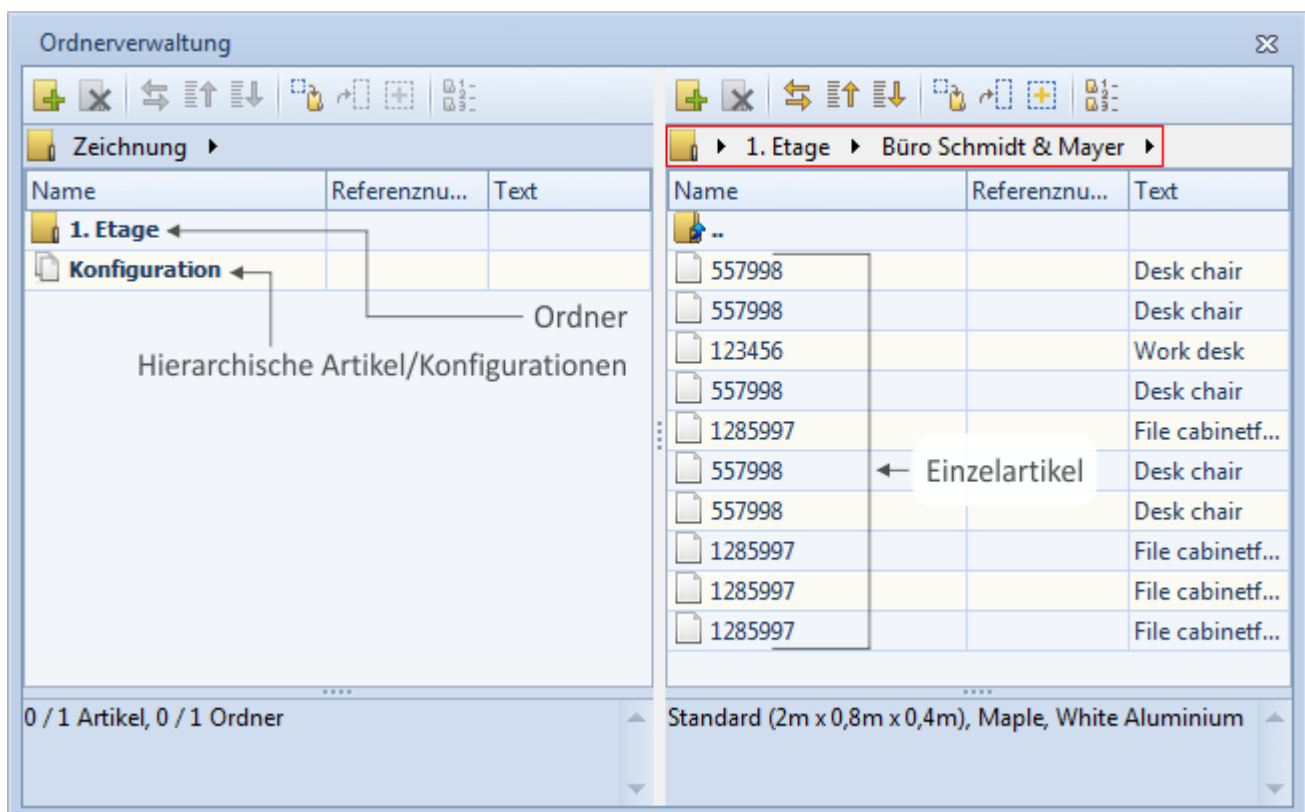 Ordnerverwaltung
Zeichnung
Name Referenznu... Text
1. Etage
Konfiguration
Ordner
Hierarchische Artikel/Konfigurationen
0 / 1 Artikel, 0 / 1 Ordner
1. Etage Büro Schmidt & Mayer
Name Referenznu... Text
..
557998 Desk chair
557998 Desk chair
123456 Work desk
557998 Desk chair
1285997 File cabinetf...
557998 Desk chair
557998 Desk chair
1285997 File cabinetf...
1285997 File cabinetf...
1285997 File cabinetf...
Einzelartikel
Standard (2m x 0,8m x 0,4m), Maple, White Aluminium